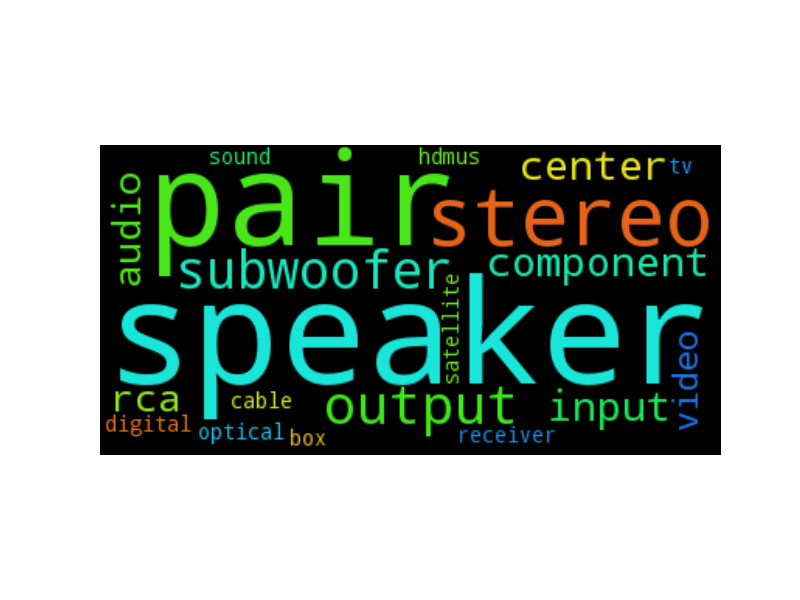 sound
hdmus
center
tv
audio
pair
stereo
subwoofer
component
speaker
satellite
video
rca
cable
output
input
digital
optical
box
receiver